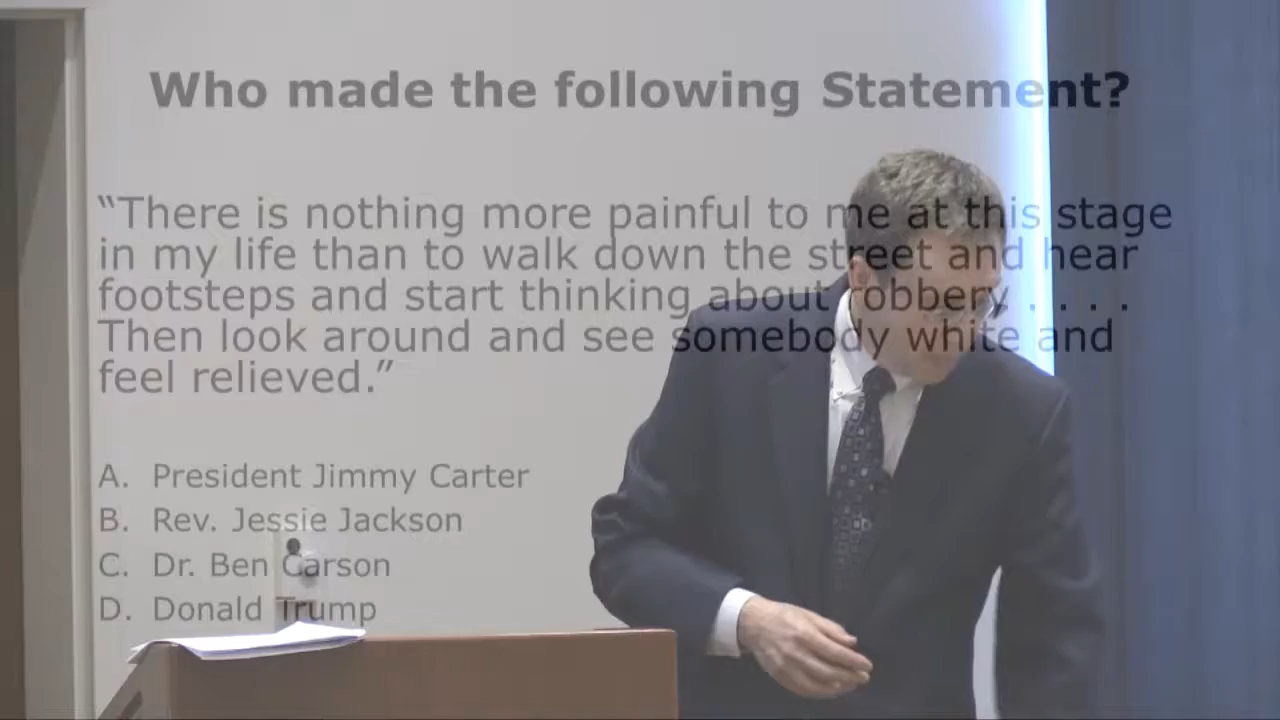 Who made the following Statement?
“There is nothing more painful to me at this stage
in my life than to walk down the street and hear
footsteps and start thinking about robbery . . . .
Then look around and see somebody white and
feel relieved.”
A. President Jimmy Carter
B. Rev. Jessie Jackson
C. Dr. Ben Carson
D. Donald Trump